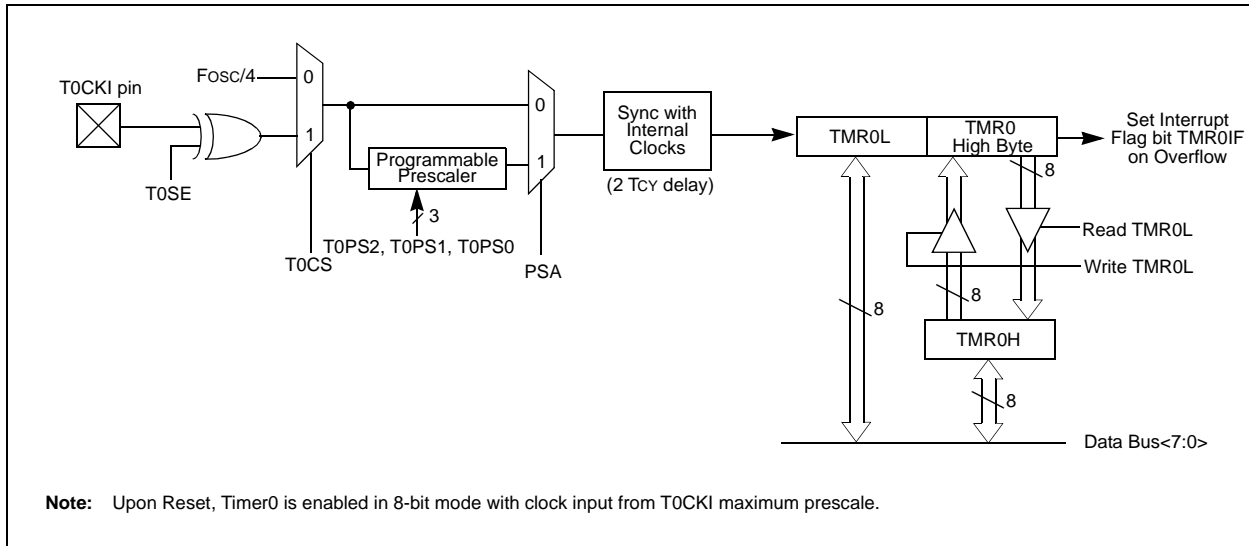 T0CKI pin
FOSC/4
0
1
T0SE
T0CS
Programmable
Prescaler
3
T0PS2, T0PS1, T0PS0
0
1
PSA
Sync with
Internal
Clocks
(2 TCY delay)
TMR0L
TMR0
High Byte
Set Interrupt
Flag bit TMR0IF
on Overflow
8
Read TMR0L
Write TMR0L
8
8
TMR0H
8
Data Bus<7:0>
Note: Upon Reset, Timer0 is enabled in 8-bit mode with clock input from T0CKI maximum prescale.